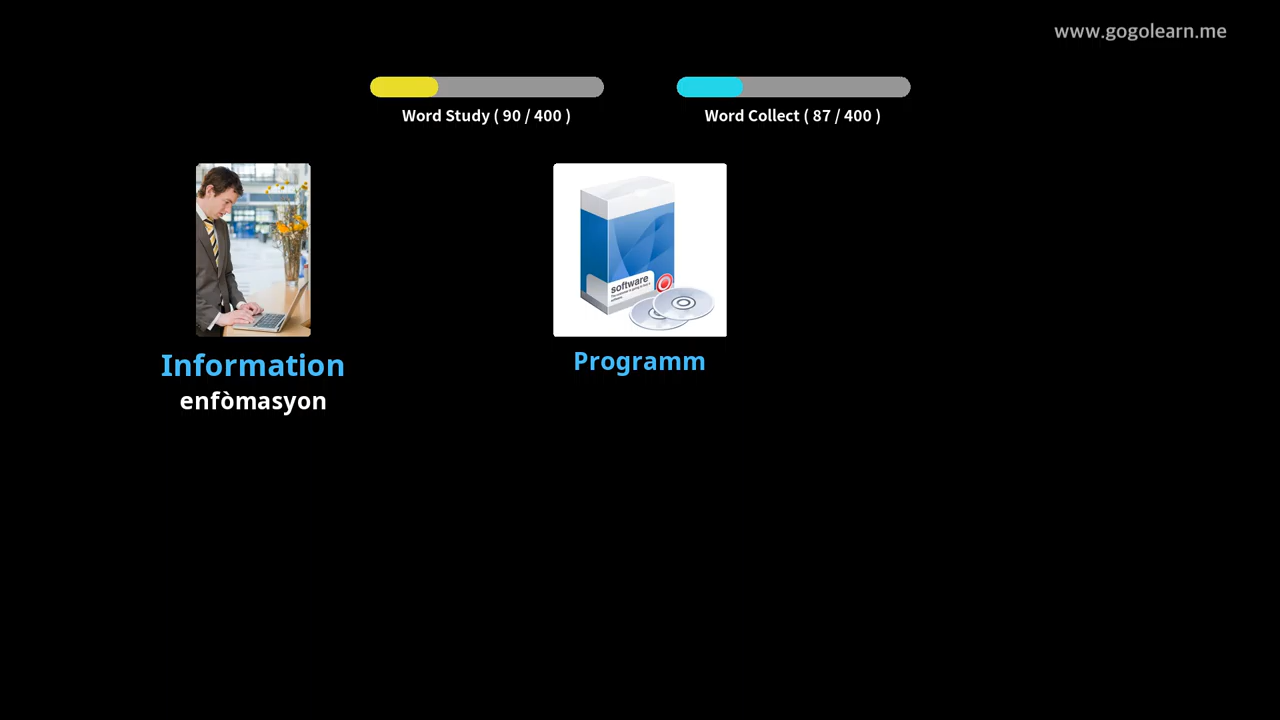 www.gogolearn.me
Word Study ( 90 / 400 )
Word Collect ( 87 / 400 )
software
Information
Programm
enfòmasyon